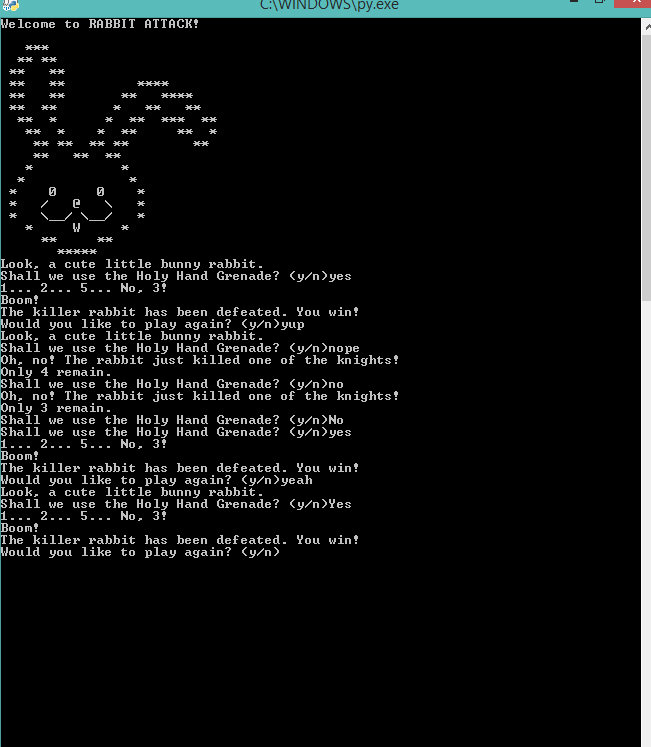 C:\WINDOWS\py.exe
Welcome to RABBIT ATTACK!
   ***
  ** **
 **   **
 **   **         ****
 **   **       **   ****
 **  **       *   **   **
  **  *      *  **  ***  **
   **  *    *  **     **  *
    ** **  ** **        **
    **   **  **
   *           *
  *             *
 *    0     0    *
 *   /   @   \   *
 *   \__/ \__/   *
   *     W     *
     **     **
       *****
Look, a cute little bunny rabbit.
Shall we use the Holy Hand Grenade? (y/n)yes
1... 2... 5... No, 3!
Boom!
The killer rabbit has been defeated. You win!
Would you like to play again? (y/n)yup
Look, a cute little bunny rabbit.
Shall we use the Holy Hand Grenade? (y/n)nope
Oh, no! The rabbit just killed one of the knights!
Only 4 remain.
Shall we use the Holy Hand Grenade? (y/n)no
Oh, no! The rabbit just killed one of the knights!
Only 3 remain.
Shall we use the Holy Hand Grenade? (y/n)No
Shall we use the Holy Hand Grenade? (y/n)yes
1... 2... 5... No, 3!
Boom!
The killer rabbit has been defeated. You win!
Would you like to play again? (y/n)yeah
Look, a cute little bunny rabbit.
Shall we use the Holy Hand Grenade? (y/n)Yes
1... 2... 5... No, 3!
Boom!
The killer rabbit has been defeated. You win!
Would you like to play again? (y/n)